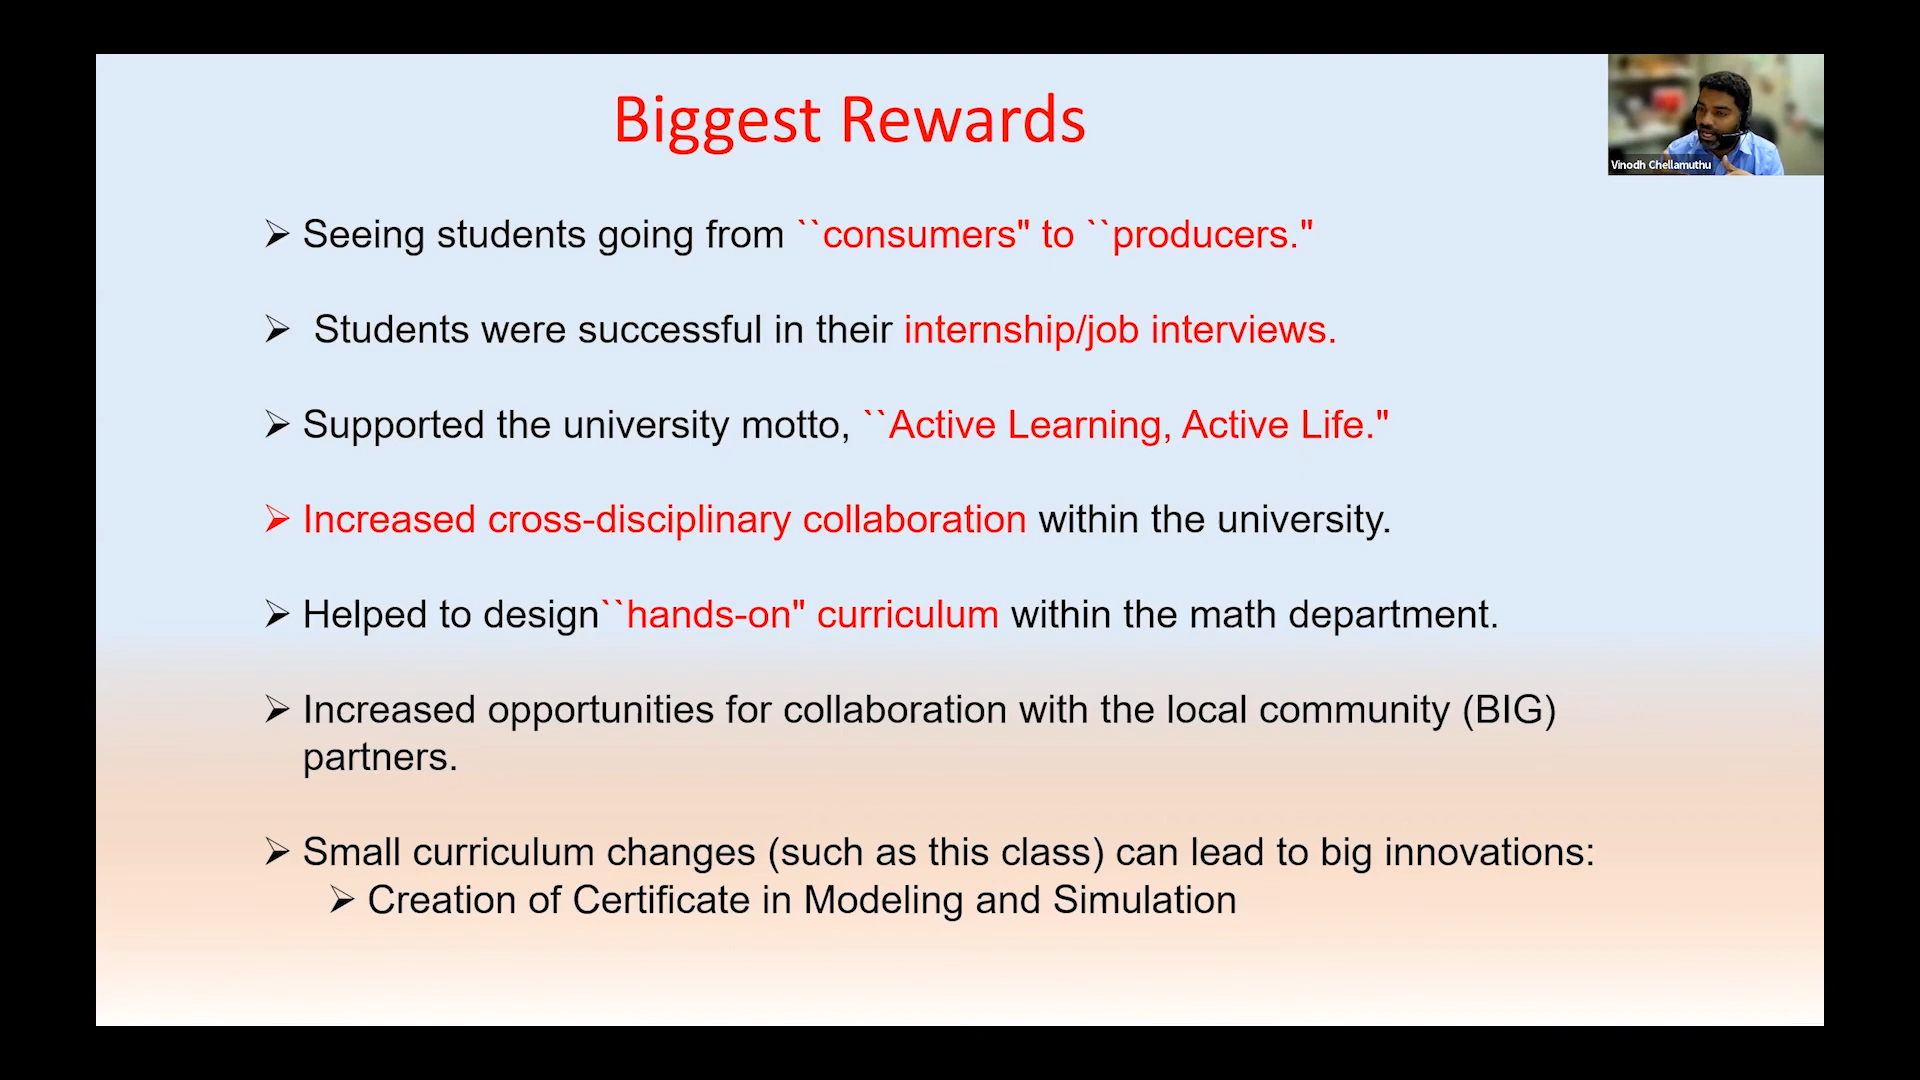 Biggest Rewards
Vinodh Chellamuthu
➢ Seeing students going from ``consumers" to ``producers."
➢ Students were successful in their internship/job interviews.
➢ Supported the university motto, ``Active Learning, Active Life."
➢ Increased cross-disciplinary collaboration within the university.
➢ Helped to design``hands-on" curriculum within the math department.
➢ Increased opportunities for collaboration with the local community (BIG)
partners.
➢ Small curriculum changes (such as this class) can lead to big innovations:
➢ Creation of Certificate in Modeling and Simulation